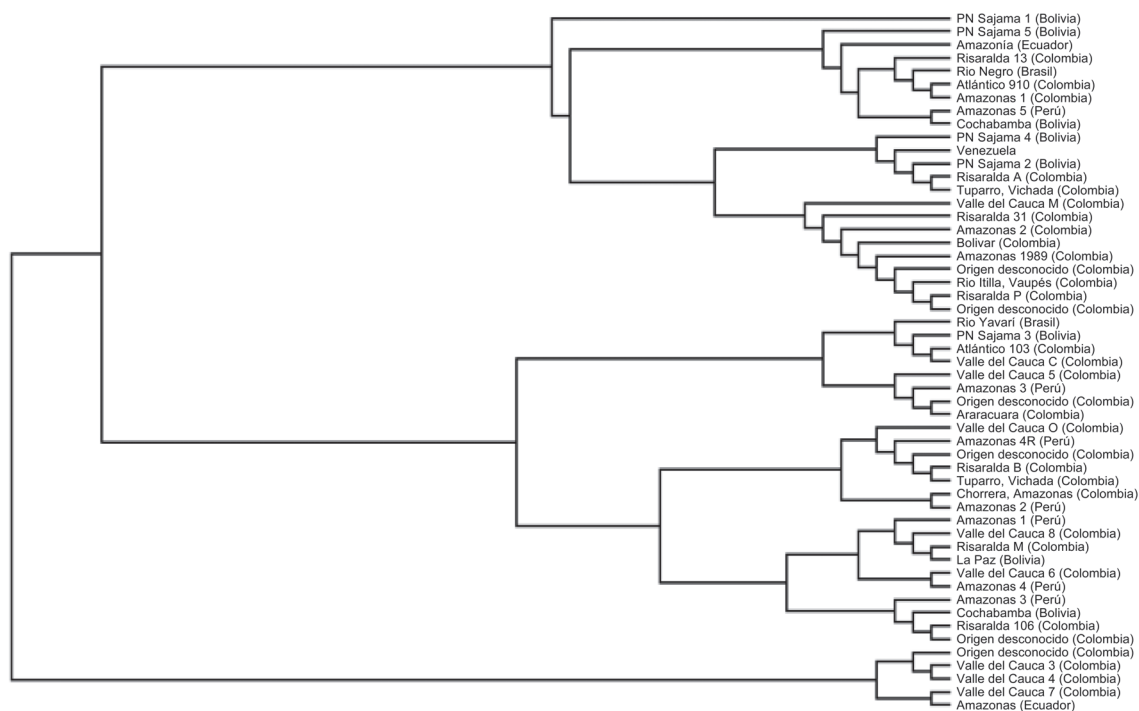 PN Sajama 1 (Bolivia)
PN Sajama 5 (Bolivia)
Amazonía (Ecuador)
Risaralda 13 (Colombia)
Rio Negro (Brasil)
Atlántico 910 (Colombia)
Amazonas 1 (Colombia)
Amazonas 5 (Perú)
Cochabamba (Bolivia)
PN Sajama 4 (Bolivia)
Venezuela
PN Sajama 2 (Bolivia)
Risaralda A (Colombia)
Tuparro, Vichada (Colombia)
Valle del Cauca M (Colombia)
Risaralda 31 (Colombia)
Amazonas 2 (Colombia)
Bolivar (Colombia)
Amazonas 1989 (Colombia)
Origen desconocido (Colombia)
Rio Itilla, Vaupés (Colombia)
Risaralda P (Colombia)
Origen desconocido (Colombia)
Rio Yavarí (Brasil)
PN Sajama 3 (Bolivia)
Atlántico 103 (Colombia)
Valle del Cauca C (Colombia)
Valle del Cauca 5 (Colombia)
Amazonas 3 (Perú)
Origen desconocido (Colombia)
Araracuara (Colombia)
Valle del Cauca O (Colombia)
Amazonas 4R (Perú)
Origen desconocido (Colombia)
Risaralda B (Colombia)
Tuparro, Vichada (Colombia)
Chorrera, Amazonas (Colombia)
Amazonas 2 (Perú)
Amazonas 1 (Perú)
Valle del Cauca 8 (Colombia)
Risaralda M (Colombia)
La Paz (Bolivia)
Valle del Cauca 6 (Colombia)
Amazonas 4 (Perú)
Amazonas 3 (Perú)
Cochabamba (Bolivia)
Risaralda 106 (Colombia)
Origen desconocido (Colombia)
Origen desconocido (Colombia)
Valle del Cauca 3 (Colombia)
Valle del Cauca 4 (Colombia)
Valle del Cauca 7 (Colombia)
Amazonas (Ecuador)